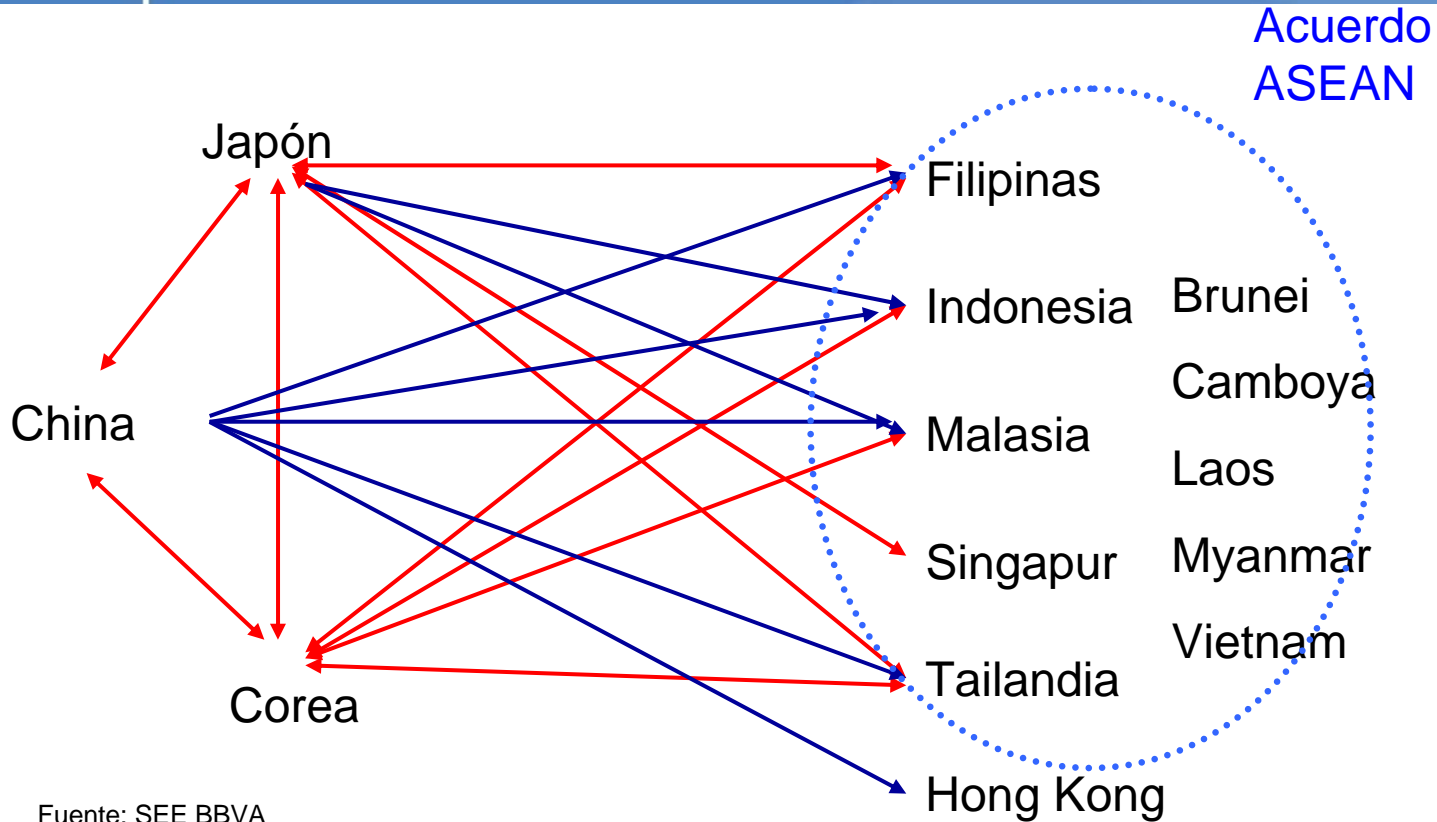 Acuerdo
ASEAN
Japón
Filipinas
Indonesia
Brunei
Camboya
China
Malasia
Laos
Singapur
Myanmar
Vietnam
Tailandia
Corea
Hong Kong
Fuente: SEE BBVA